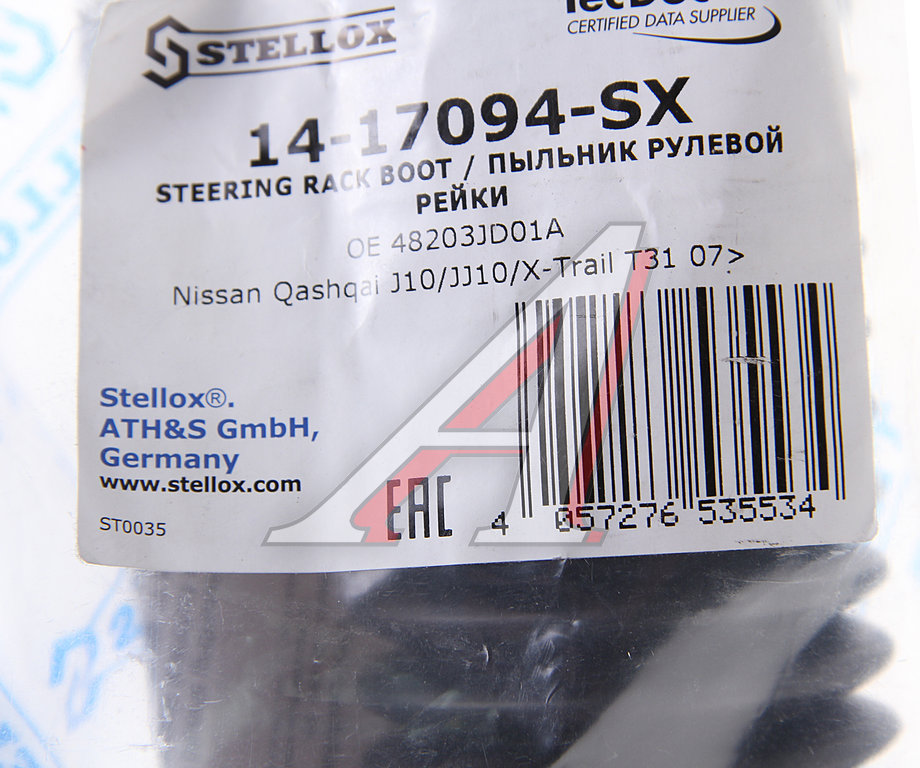 STELLOX
TecDoc
CERTIFIED DATA SUPPLIER
14-17094-SX
STEERING RACK BOOT / ПЫЛЬНИК РУЛЕВОЙ
РЕЙКИ
OE 48203JD01A
Nissan Qashqai J10/JJ10/X-Trail T31 07>
Stellox®.
ATH&S GmbH,
Germany
www.stellox.com
ST0035
EAC
4 057276 535534